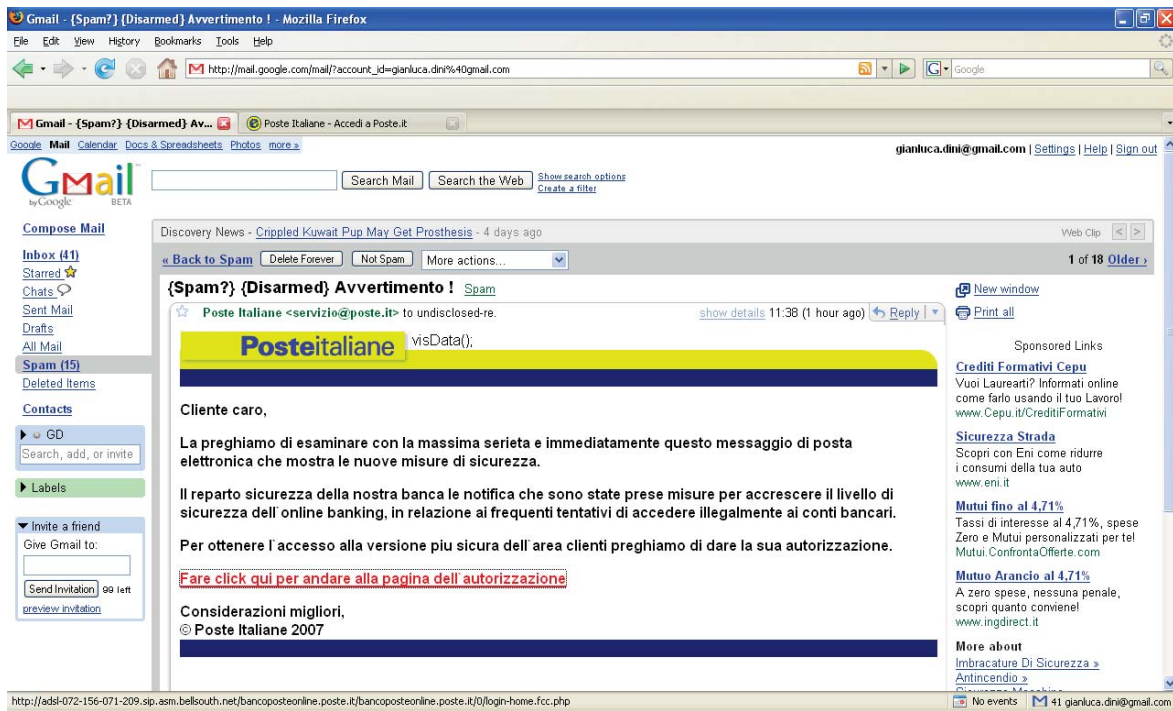 Gmail - {Spam?} {Disarmed} Avvertimento ! - Mozilla Firefox
File Edit View History Bookmarks Tools Help
http://mail.google.com/mail/?account_id=gianluca.dini%40gmail.com
G Google
Gmail - {Spam?} {Disarmed} Av...
Poste Italiane - Accedi a Poste.it
Google Mail Calendar Docs & Spreadsheets Photos more »
gianluca.dini@gmail.com | Settings | Help | Sign out
Gmail
by Google BETA
Search Mail Search the Web
Show search options
Create a filter
Compose Mail
Inbox (41)
Starred
Chats
Sent Mail
Drafts
All Mail
Spam (15)
Deleted Items
Contacts
GD
Search, add, or invite
Labels
Invite a friend
Give Gmail to:
Send Invitation 99 left
preview invitation
Discovery News - Crippled Kuwait Pup May Get Prosthesis - 4 days ago
Web Clip < >
« Back to Spam Delete Forever Not Spam More actions...
1 of 18 Older ›
{Spam?} {Disarmed} Avvertimento ! Spam
Poste Italiane <servizio@poste.it> to undisclosed-re.
show details 11:38 (1 hour ago) Reply
Posteitaliane
visData();
Cliente caro,
La preghiamo di esaminare con la massima serieta e immediatamente questo messaggio di posta
elettronica che mostra le nuove misure di sicurezza.
Il reparto sicurezza della nostra banca le notifica che sono state prese misure per accrescere il livello di
sicurezza dell`online banking, in relazione ai frequenti tentativi di accedere illegalmente ai conti bancari.
Per ottenere l`accesso alla versione piu sicura dell`area clienti preghiamo di dare la sua autorizzazione.
Fare click qui per andare alla pagina dell`autorizzazione
Considerazioni migliori,
© Poste Italiane 2007
New window
Print all
Sponsored Links
Crediti Formativi Cepu
Vuoi Laurearti? Informati online
come farlo usando il tuo Lavoro!
www.Cepu.it/CreditiFormativi
Sicurezza Strada
Scopri con Eni come ridurre
i consumi della tua auto
www.eni.it
Mutui fino al 4,71%
Tassi di interesse al 4,71%, spese
Zero e Mutui personalizzati per te!
Mutui.ConfrontaOfferte.com
Mutuo Arancio al 4,71%
A zero spese, nessuna penale,
scopri quanto conviene!
www.ingdirect.it
More about
Imbracature Di Sicurezza »
Antincendio »
http://adsl-072-156-071-209.sip.asm.bellsouth.net/bancoposteonline.poste.it/bancoposteonline.poste.it/0/login-home.fcc.php
No events
41 gianluca.dini@gmail.com